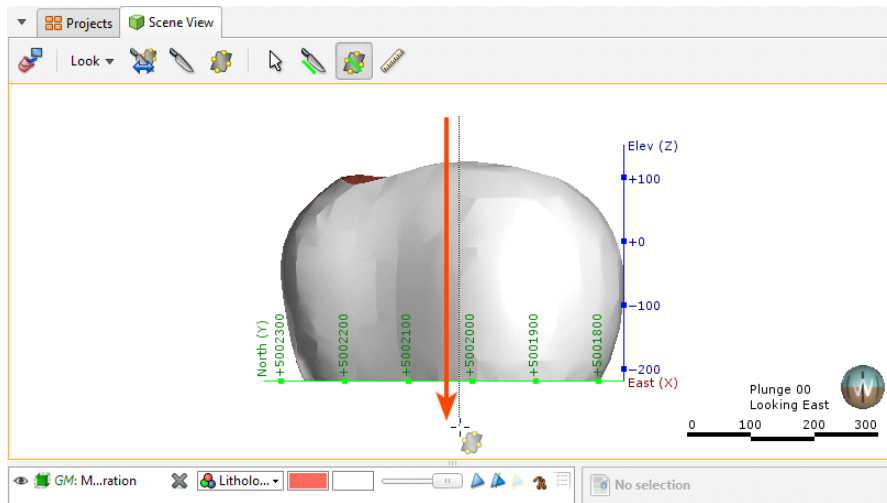 Projects
Scene View
Look
Elev (Z)
+100
+0
-100
-200
East (X)
North (Y)
+5002300
+5002200
+5002100
+5002000
+5001900
+5001800
Plunge 00
Looking East
0 100 200 300
GM: M...ration
Litholo...
No selection